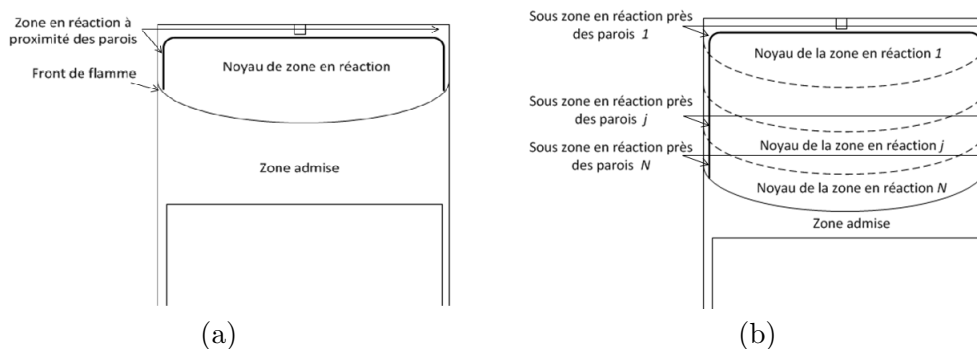 Zone en réaction à
proximité des parois
Noyau de zone en réaction
Front de flamme
Zone admise
(a)
Sous zone en réaction près
des parois 1
Noyau de la zone en réaction 1
Sous zone en réaction près
des parois j
Noyau de la zone en réaction j
Sous zone en réaction près
des parois N
Noyau de la zone en réaction N
Zone admise
(b)